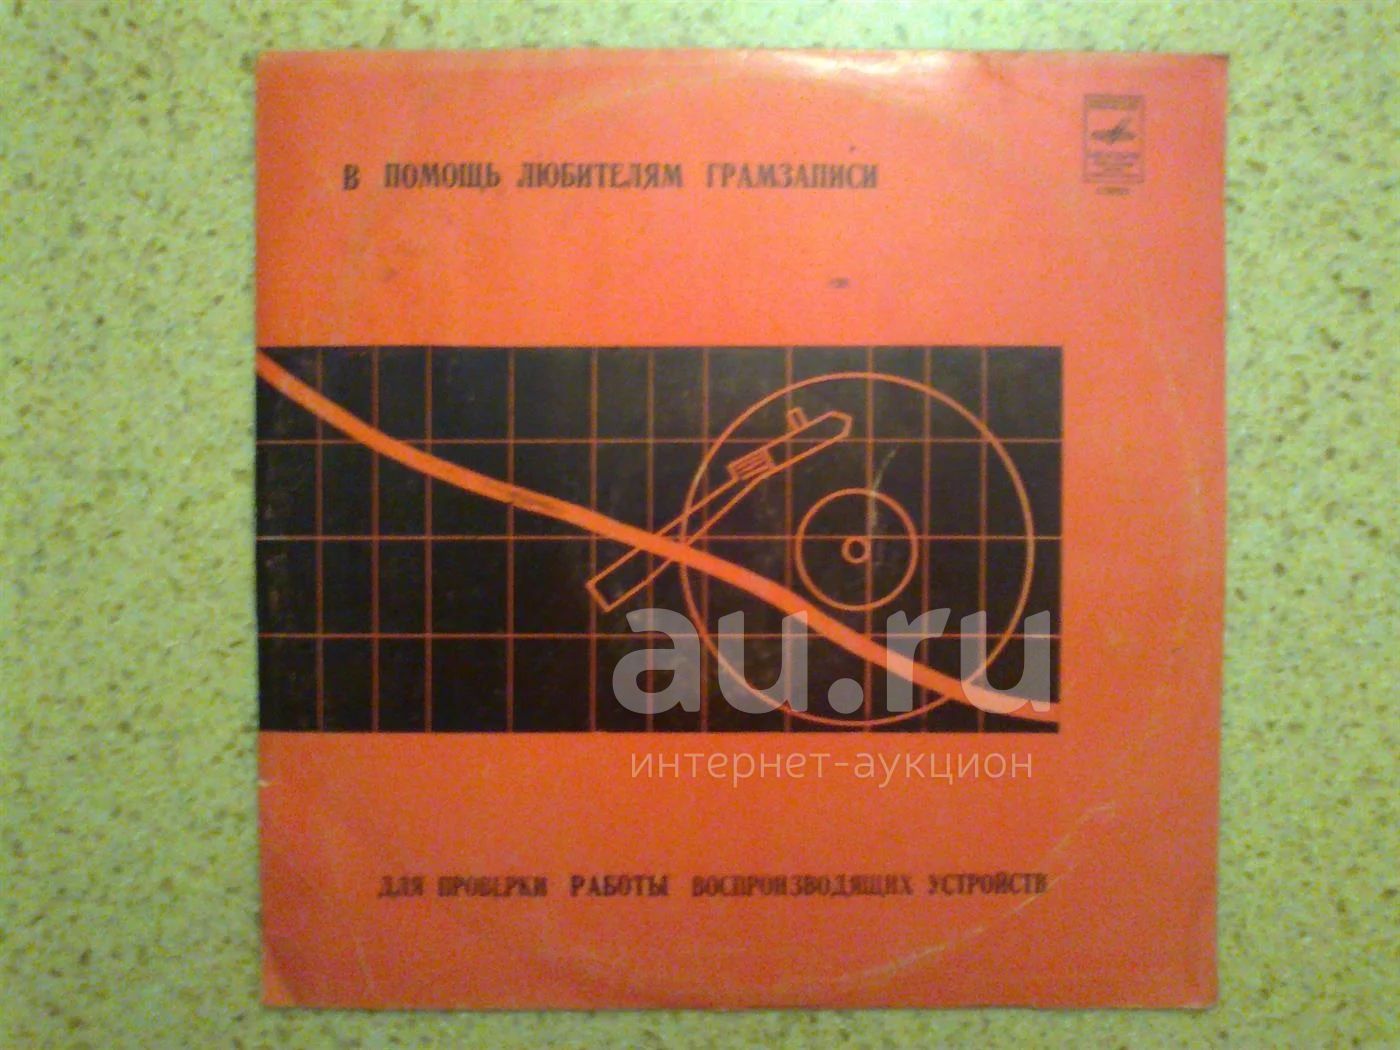 В ПОМОЩЬ ЛЮБИТЕЛЯМ ГРАМЗАПИСИ
au.ru
интернет-аукцион
ДЛЯ ПРОВЕРКИ РАБОТЫ ВОСПРОИЗВОДЯЩИХ УСТРОЙСТВ